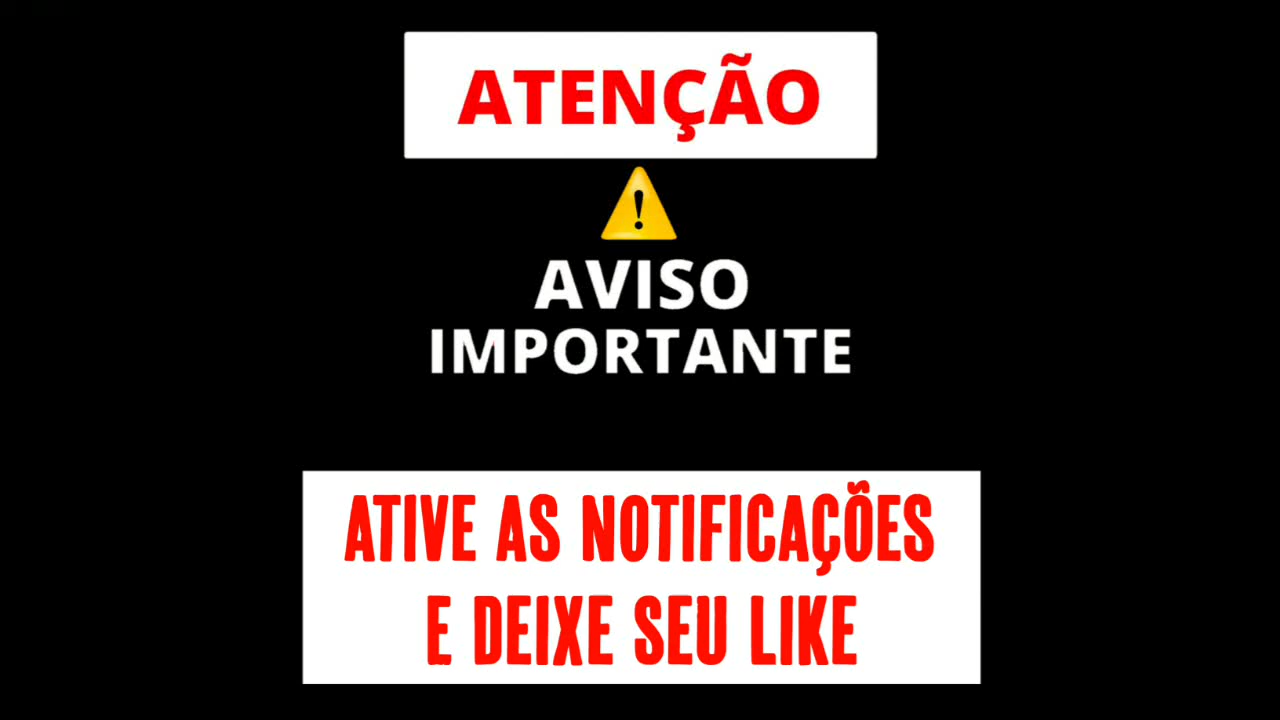 ATENÇÃO
AVISO
IMPORTANTE
ATIVE AS NOTIFICAÇÕES
E DEIXE SEU LIKE